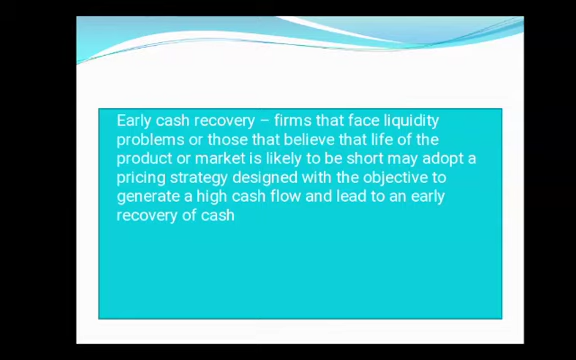 Early cash recovery – firms that face liquidity
problems or those that believe that life of the
product or market is likely to be short may adopt a
pricing strategy designed with the objective to
generate a high cash flow and lead to an early
recovery of cash